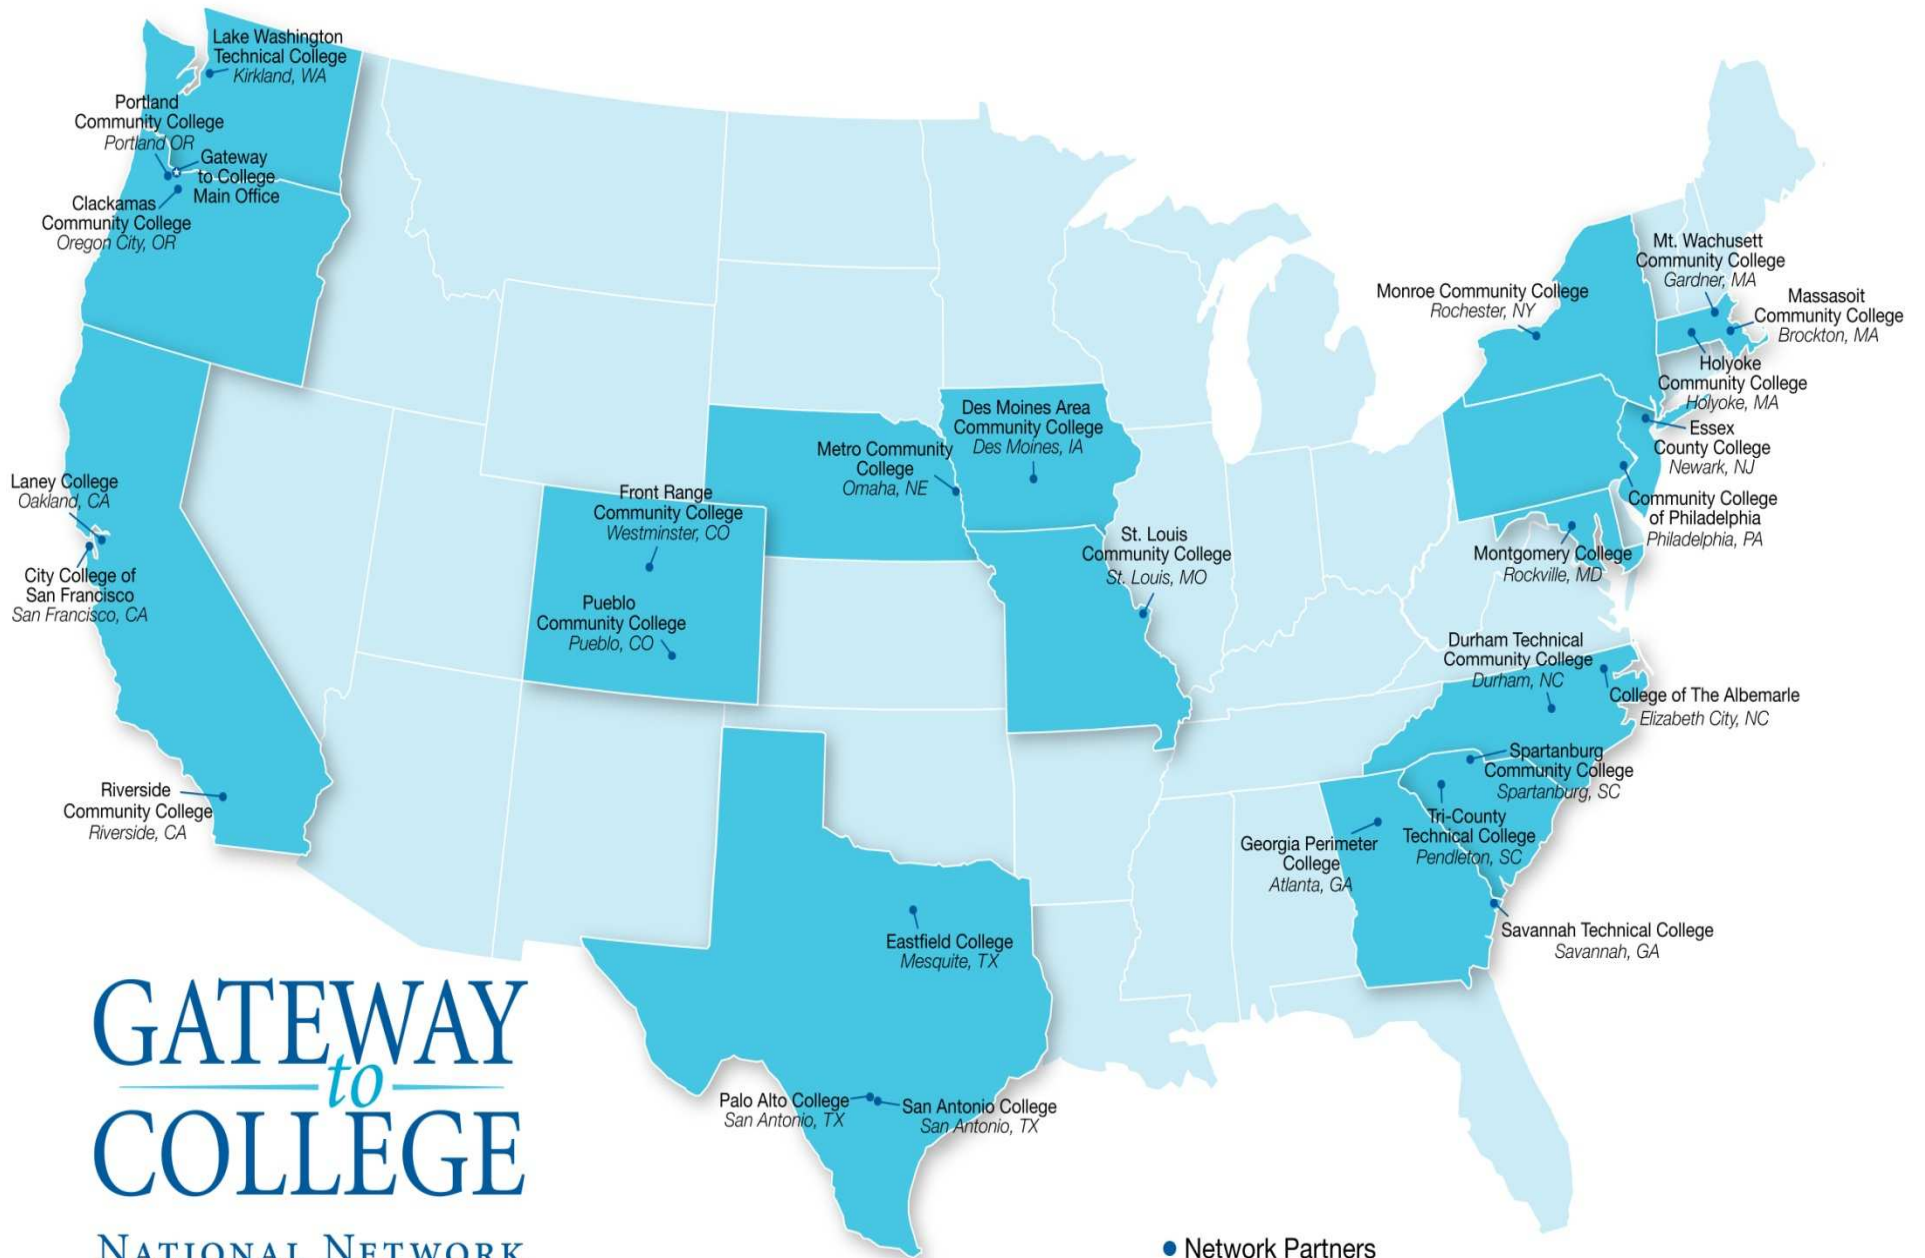 Lake Washington
Technical College
Kirkland, WA
Portland
Community College
Portland OR
Gateway
to College
Main Office
Clackamas
Community College
Oregon City, OR
Mt. Wachusett
Community College
Gardner, MA
Monroe Community College
Rochester, NY
Massasoit
Community College
Brockton, MA
Holyoke
Community College
Holyoke, MA
Essex
County College
Newark, NJ
Des Moines Area
Community College
Des Moines, IA
Metro Community
College
Omaha, NE
Laney College
Oakland, CA
Front Range
Community College
Westminster, CO
Community College
of Philadelphia
Philadelphia, PA
St. Louis
Community College
St. Louis, MO
Montgomery College
Rockville, MD
City College of
San Francisco
San Francisco, CA
Pueblo
Community College
Pueblo, CO
Durham Technical
Community College
Durham, NC
College of The Albemarle
Elizabeth City, NC
Spartanburg
Community College
Spartanburg, SC
Riverside
Community College
Riverside, CA
Tri-County
Technical College
Pendleton, SC
Georgia Perimeter
College
Atlanta, GA
Savannah Technical College
Savannah, GA
Eastfield College
Mesquite, TX
Palo Alto College
San Antonio, TX
San Antonio College
San Antonio, TX
GATEWAY
to
COLLEGE
NATIONAL NETWORK
Network Partners